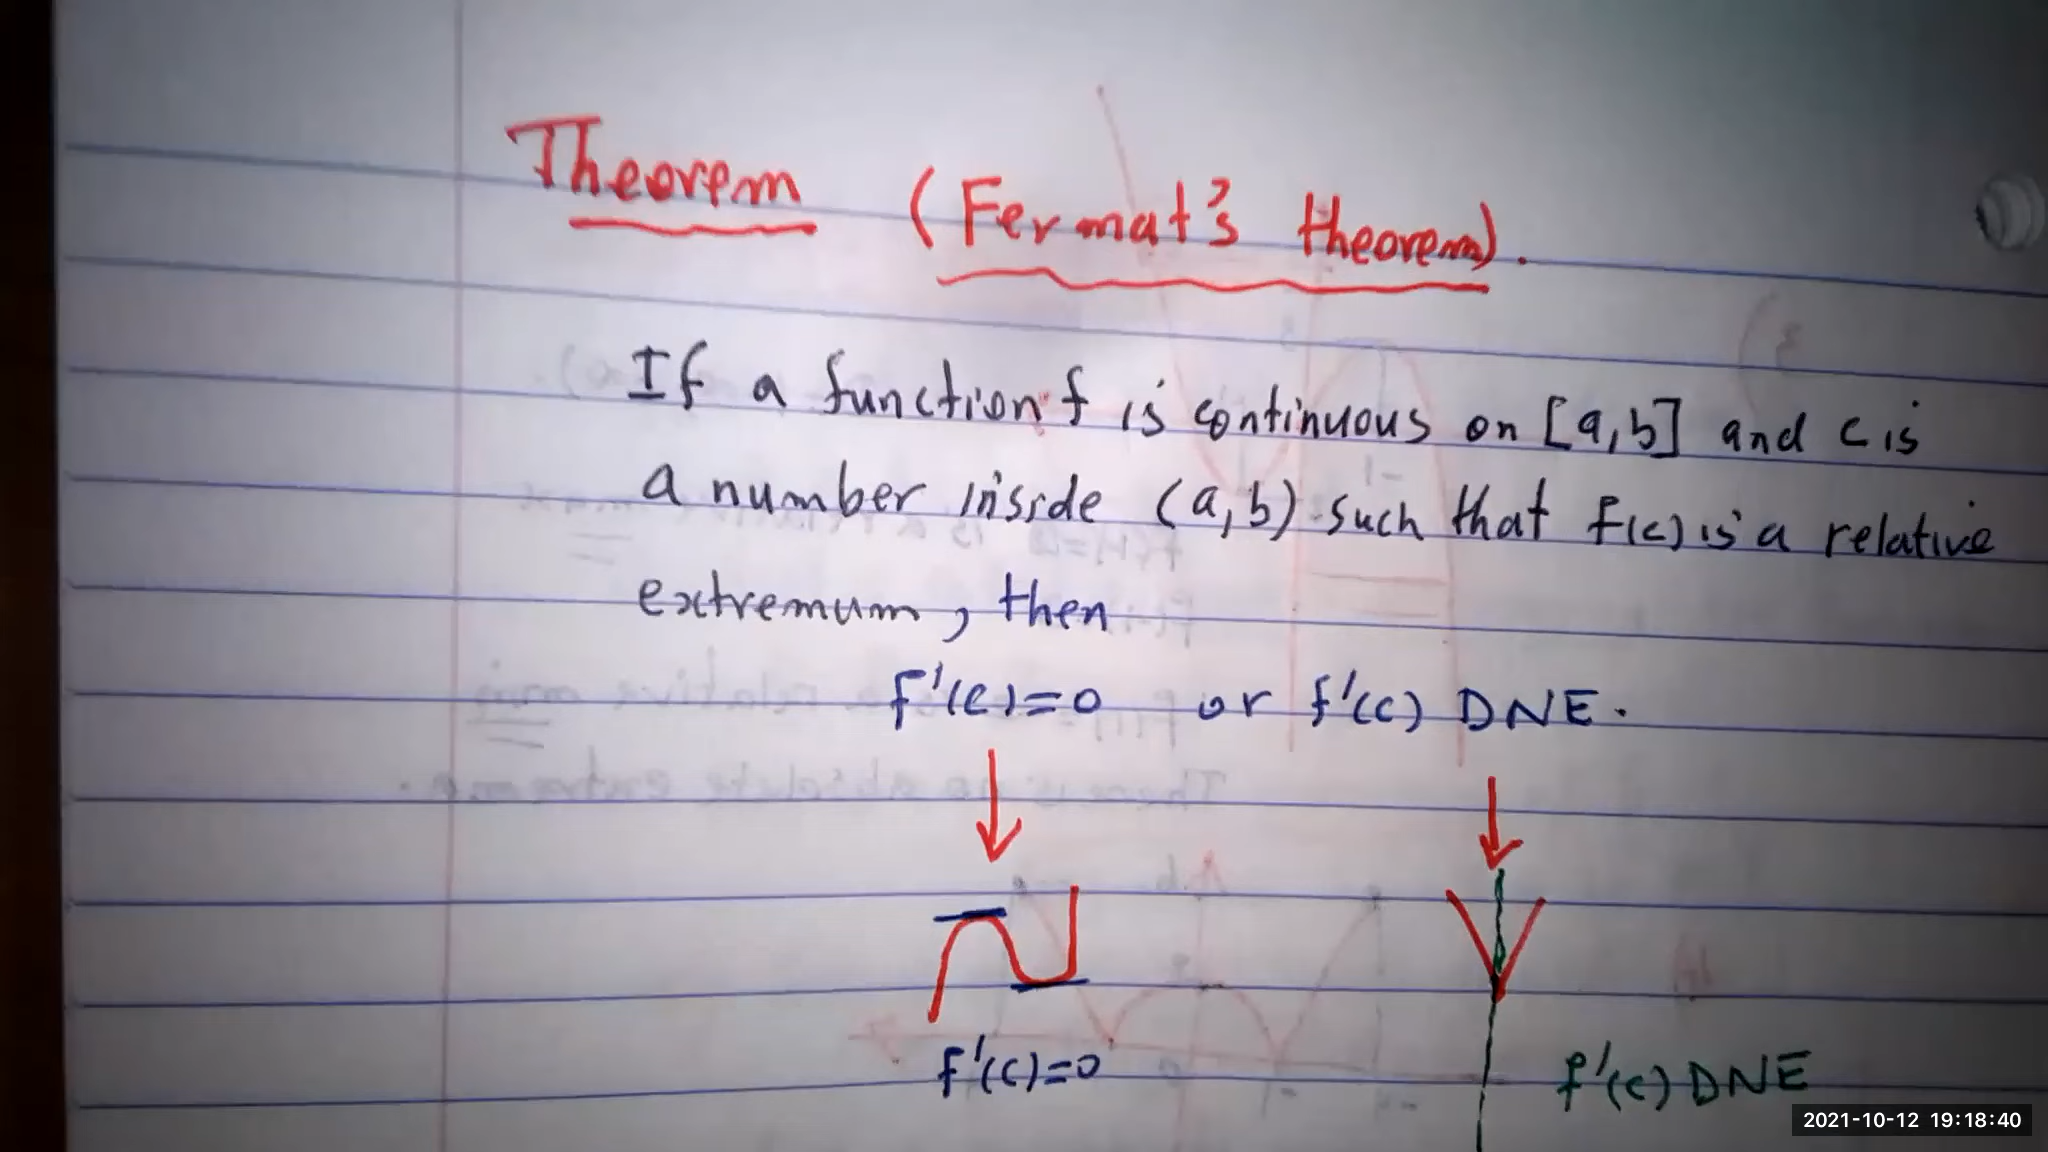 Theorem (Fermat's theorem).
If a function f is continuous on [a,b] and c is
a number inside (a,b) such that f(c) is a relative
extremum, then
f'(c)=0 or f'(c) DNE.
f'(c)=0 f'(c) DNE
2021-10-12 19:18:40